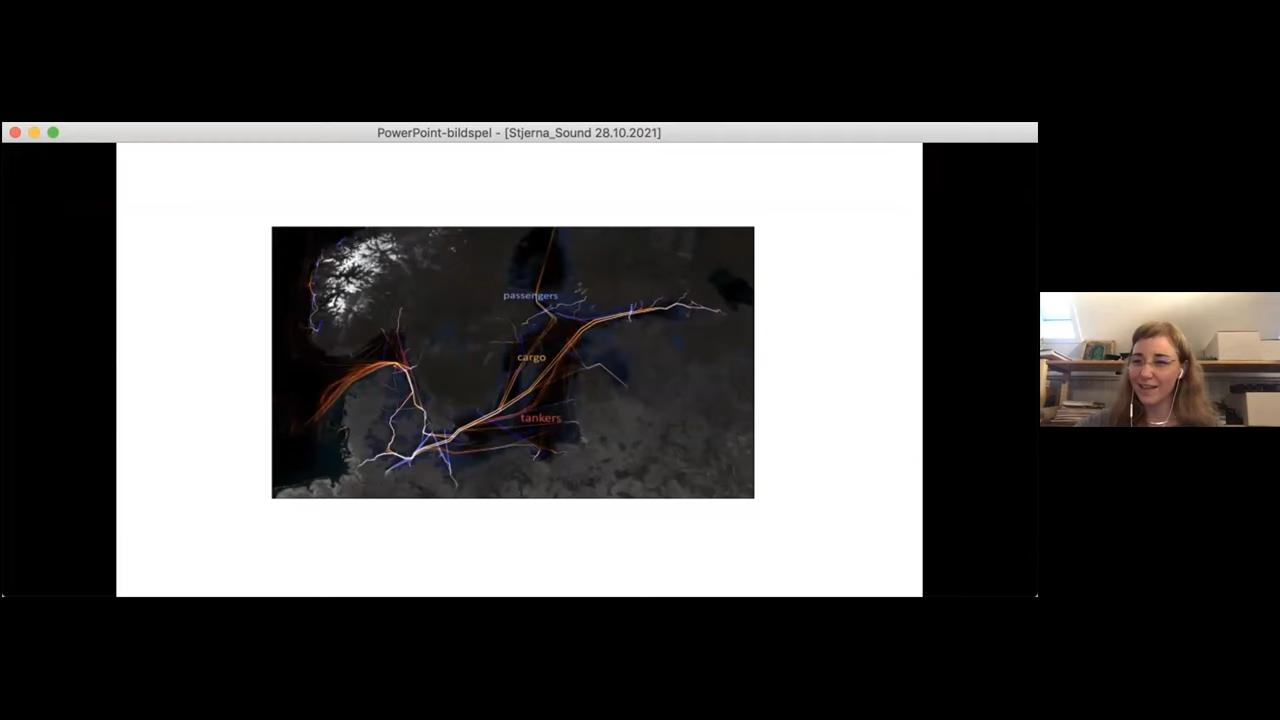 PowerPoint-bildspel - [Stjerna_Sound 28.10.2021]
passengers
cargo
tankers